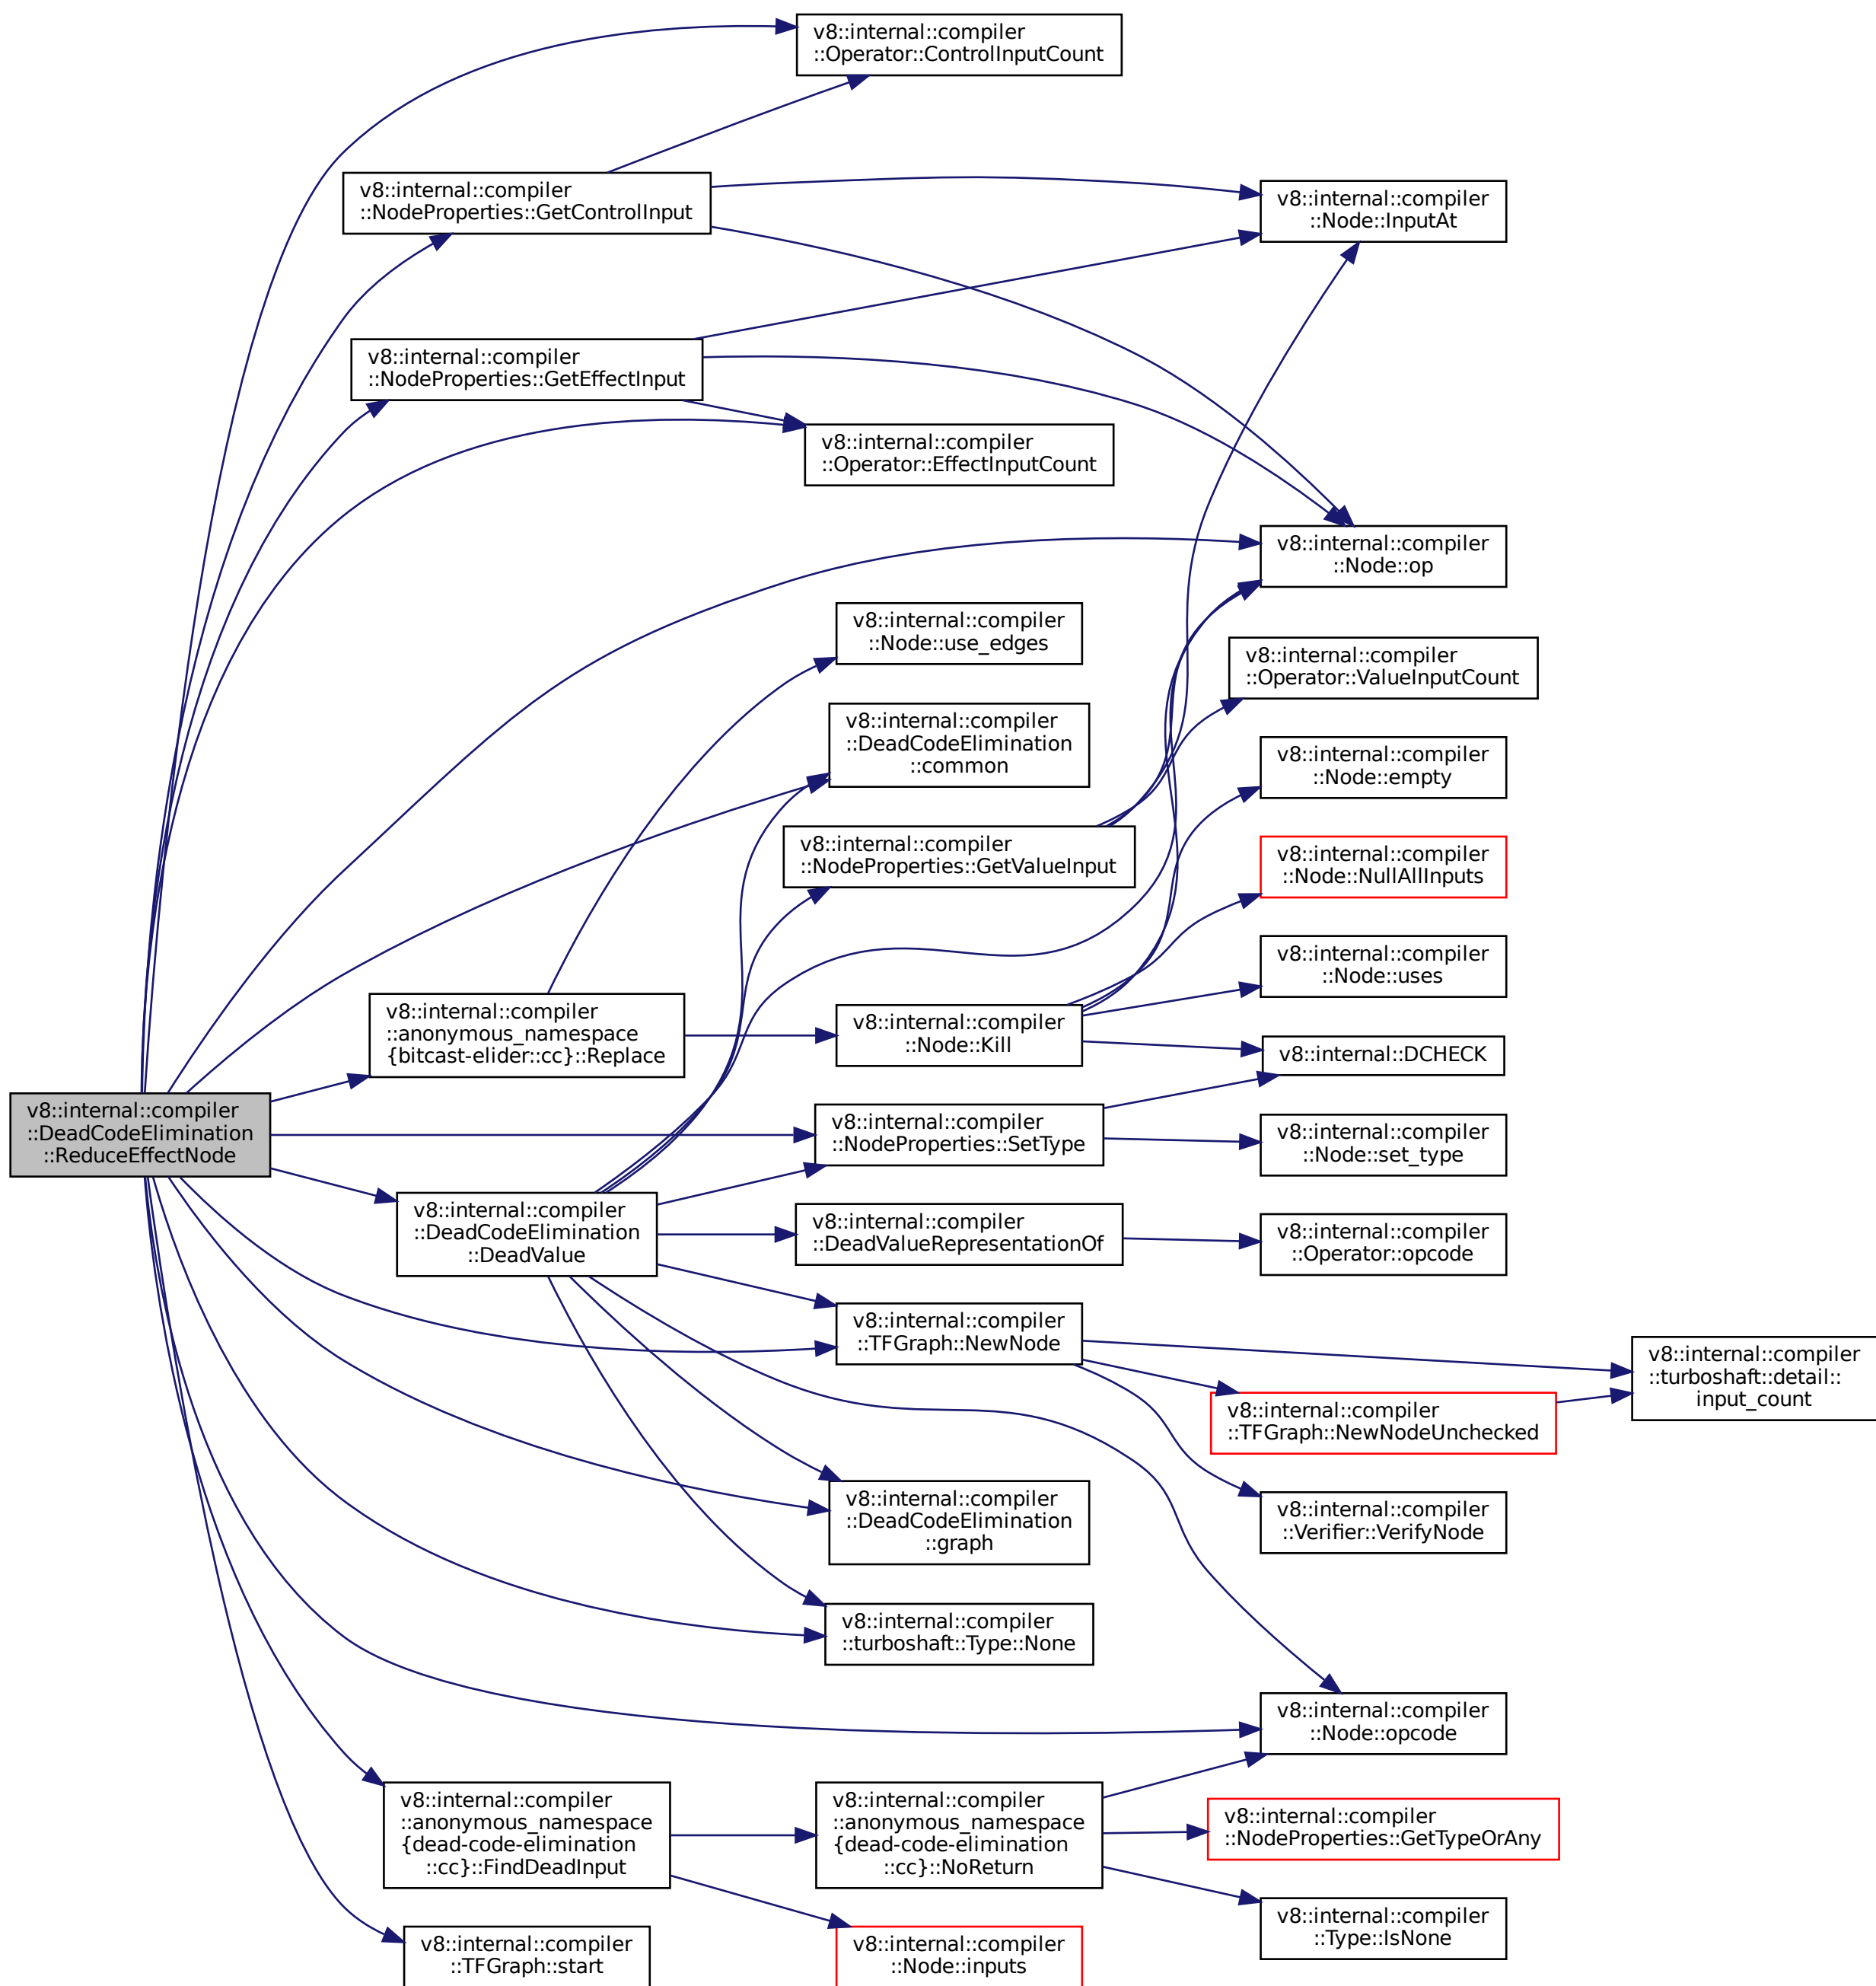 v8::internal::compiler
::Operator::ControlInputCount
v8::internal::compiler
::NodeProperties::GetControlInput
v8::internal::compiler
::Node::InputAt
v8::internal::compiler
::NodeProperties::GetEffectInput
v8::internal::compiler
::Operator::EffectInputCount
v8::internal::compiler
::Node::op
v8::internal::compiler
::Node::use_edges
v8::internal::compiler
::Operator::ValueInputCount
v8::internal::compiler
::DeadCodeElimination
::common
v8::internal::compiler
::Node::empty
v8::internal::compiler
::NodeProperties::GetValueInput
v8::internal::compiler
::Node::NullAllInputs
v8::internal::compiler
::Node::uses
v8::internal::compiler
::anonymous_namespace
{bitcast-elider::cc}::Replace
v8::internal::compiler
::Node::Kill
v8::internal::DCHECK
v8::internal::compiler
::DeadCodeElimination
::ReduceEffectNode
v8::internal::compiler
::NodeProperties::SetType
v8::internal::compiler
::Node::set_type
v8::internal::compiler
::DeadCodeElimination
::DeadValue
v8::internal::compiler
::DeadValueRepresentationOf
v8::internal::compiler
::Operator::opcode
v8::internal::compiler
::TFGraph::NewNode
v8::internal::compiler
::turboshaft::detail::
input_count
v8::internal::compiler
::TFGraph::NewNodeUnchecked
v8::internal::compiler
::DeadCodeElimination
::graph
v8::internal::compiler
::Verifier::VerifyNode
v8::internal::compiler
::turboshaft::Type::None
v8::internal::compiler
::Node::opcode
v8::internal::compiler
::anonymous_namespace
{dead-code-elimination
::cc}::FindDeadInput
v8::internal::compiler
::anonymous_namespace
{dead-code-elimination
::cc}::NoReturn
v8::internal::compiler
::NodeProperties::GetTypeOrAny
v8::internal::compiler
::Type::IsNone
v8::internal::compiler
::TFGraph::start
v8::internal::compiler
::Node::inputs